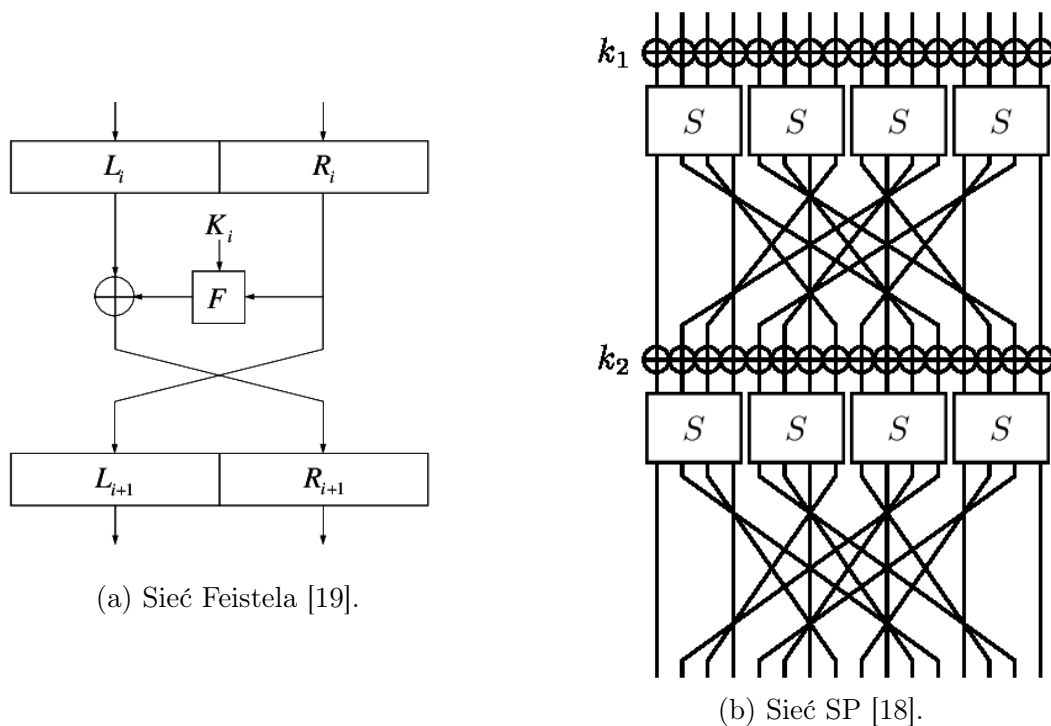 L_i R_i
K_i
F
L_{i+1} R_{i+1}
(a) Sieć Feistela [19].
k_1
S S S S
k_2
S S S S
(b) Sieć SP [18].